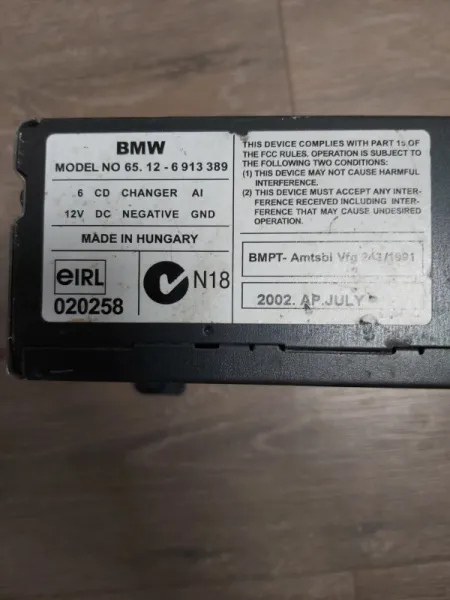 BMW
MODEL NO 65. 12 - 6 913 389
6 CD CHANGER AI
12V DC NEGATIVE GND
MADE IN HUNGARY
eIRL
020258
N18
THIS DEVICE COMPLIES WITH PART 15 OF
THE FCC RULES. OPERATION IS SUBJECT TO
THE FOLLOWING TWO CONDITIONS:
(1) THIS DEVICE MAY NOT CAUSE HARMFUL
INTERFERENCE.
(2) THIS DEVICE MUST ACCEPT ANY INTER-
FERENCE RECEIVED INCLUDING INTER-
FERENCE THAT MAY CAUSE UNDESIRED
OPERATION.
BMPT- Amtsbl Vfg 243/1991
2002. AP.JULY